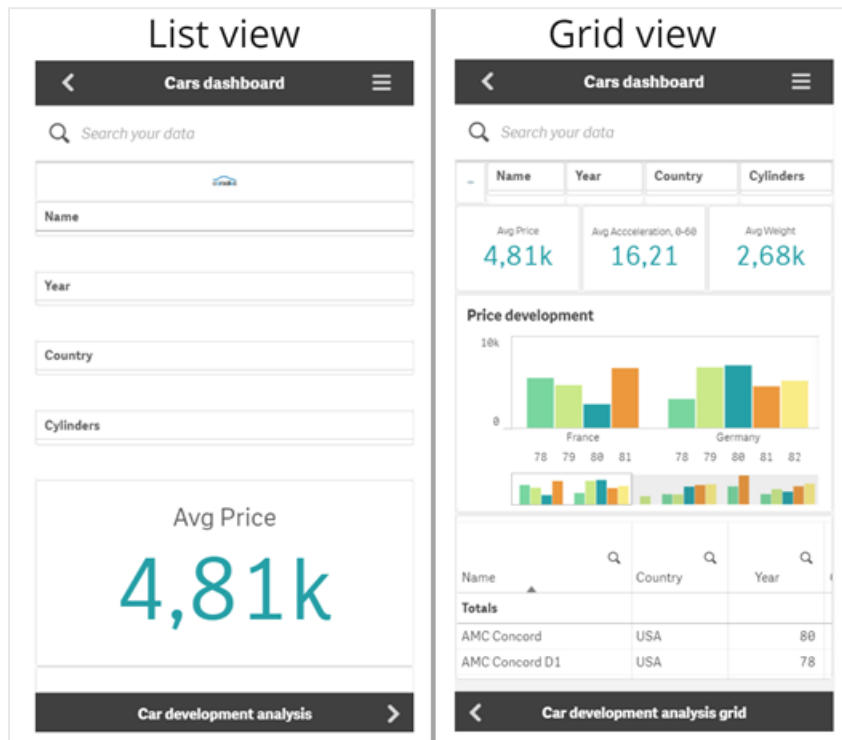 List view
Cars dashboard
Search your data
Name
Year
Country
Cylinders
Avg Price
4,81k
Car development analysis
Grid view
Cars dashboard
Search your data
Name Year Country Cylinders
Avg Price Avg Accceleration, 0-60 Avg Weight
4,81k 16,21 2,68k
Price development
10k
0
France Germany
78 79 80 81 78 79 80 81 82
Name Country Year
Totals
AMC Concord USA 80
AMC Concord D1 USA 78
Car development analysis grid